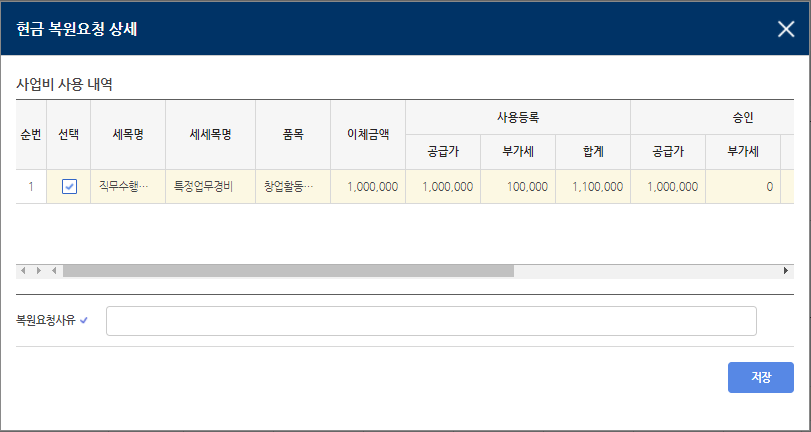 현금 복원요청 상세
사업비 사용 내역
순번 선택 세목명 세세목명 품목 이체금액 사용등록 승인
공급가 부가세 합계 공급가 부가세
1 직무수행… 특정업무경비 창업활동… 1,000,000 1,000,000 100,000 1,100,000 1,000,000 0
복원요청사유
저장